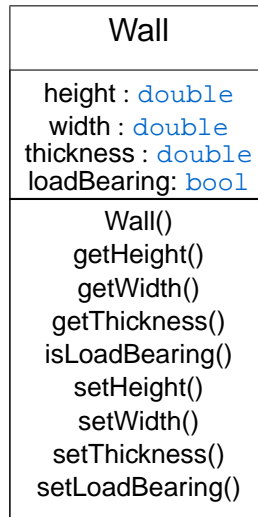 Wall
height : double
width : double
thickness : double
loadBearing: bool
Wall()
getHeight()
getWidth()
getThickness()
isLoadBearing()
setHeight()
setWidth()
setThickness()
setLoadBearing()